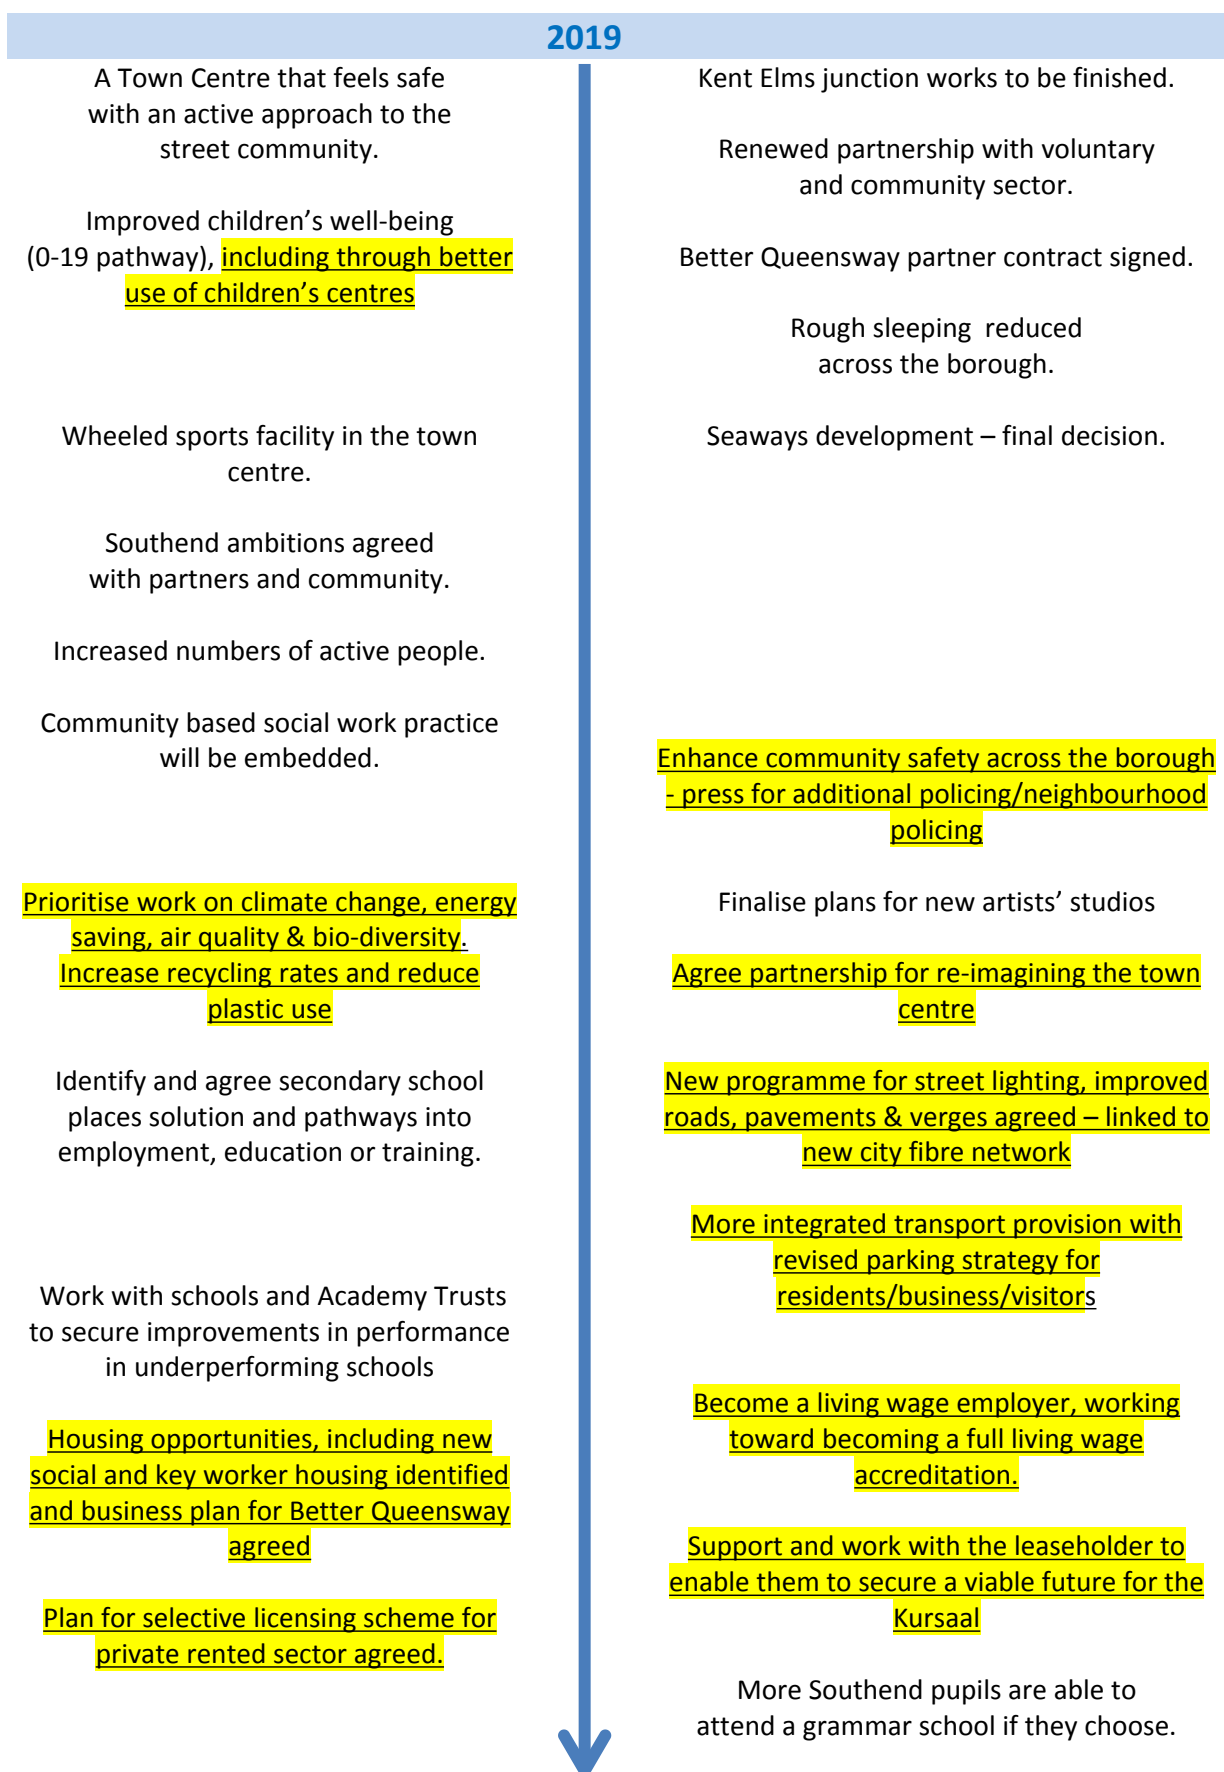 2019
A Town Centre that feels safe
with an active approach to the
street community.
Improved children’s well-being
(0-19 pathway), including through better
use of children’s centres
Wheeled sports facility in the town
centre.
Southend ambitions agreed
with partners and community.
Increased numbers of active people.
Community based social work practice
will be embedded.
Prioritise work on climate change, energy
saving, air quality & bio-diversity.
Increase recycling rates and reduce
plastic use
Identify and agree secondary school
places solution and pathways into
employment, education or training.
Work with schools and Academy Trusts
to secure improvements in performance
in underperforming schools
Housing opportunities, including new
social and key worker housing identified
and business plan for Better Queensway
agreed
Plan for selective licensing scheme for
private rented sector agreed.
Kent Elms junction works to be finished.
Renewed partnership with voluntary
and community sector.
Better Queensway partner contract signed.
Rough sleeping  reduced
across the borough.
Seaways development – final decision.
Enhance community safety across the borough
- press for additional policing/neighbourhood
policing
Finalise plans for new artists’ studios
Agree partnership for re-imagining the town
centre
New programme for street lighting, improved
roads, pavements & verges agreed – linked to
new city fibre network
More integrated transport provision with
revised parking strategy for
residents/business/visitors
Become a living wage employer, working
toward becoming a full living wage
accreditation.
Support and work with the leaseholder to
enable them to secure a viable future for the
Kursaal
More Southend pupils are able to
attend a grammar school if they choose.